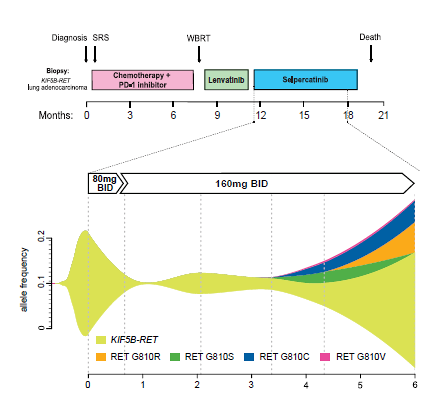 Diagnosis SRS WBRT Death
Biopsy:
KIF5B-RET
lung adenocarcinoma
Chemotherapy +
PD-1 inhibitor
Lenvatinib
Selpercatinib
Months: 0 3 6 9 12 15 18 21
80mg
BID
160mg BID
allele frequency
0.2
0.1
0
KIF5B-RET
RET G810R RET G810S RET G810C RET G810V
0 1 2 3 4 5 6